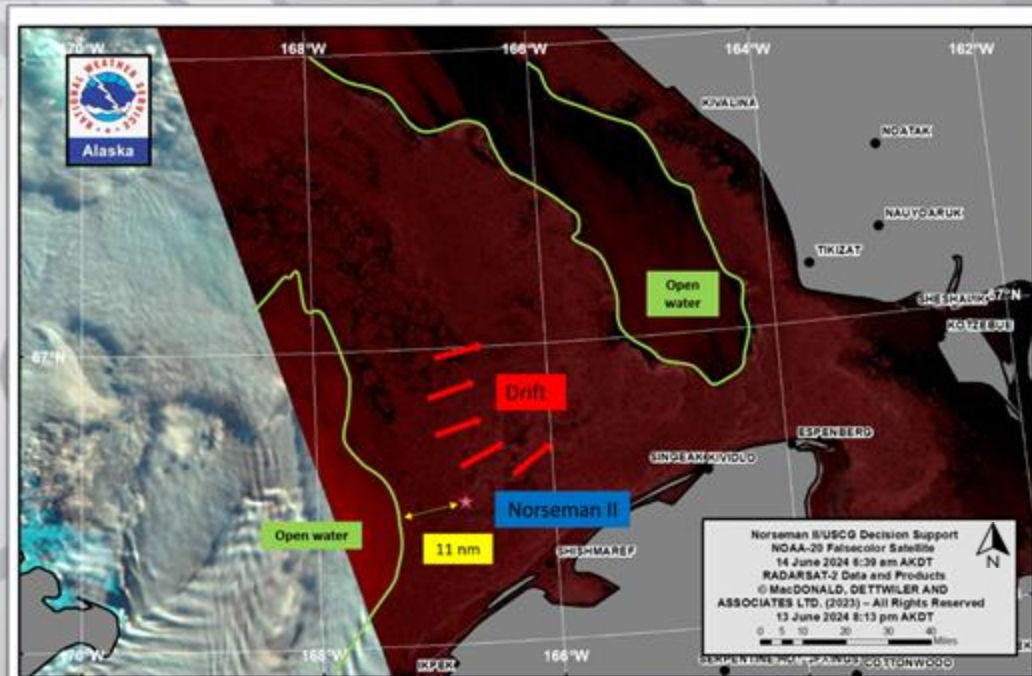 170°W
168°W
166°W
164°W
162°W
NATIONAL WEATHER SERVICE
Alaska
KIVALINA
NOATAK
NAUYOARUK
TIKIZAT
Open
water
SHESHALIK
67°N
KOTZEBUE
67°N
Drift
ESPENBERG
SINGEAK
KIVIDLO
Norseman II
Open water
11 nm
SHISHMAREF
Norseman II/USCG Decision Support
NOAA-20 Falsecolor Satellite
14 June 2024 6:39 am AKDT
RADARSAT-2 Data and Products
© MacDONALD, DETTWILER AND
ASSOCIATES LTD. (2023) – All Rights Reserved
13 June 2024 8:13 pm AKDT
0 5 10 20 30 40
Miles
N
170°W
168°W
166°W
IKPEK
SERPENTINE HOT SPRINGS
COTTONWOOD